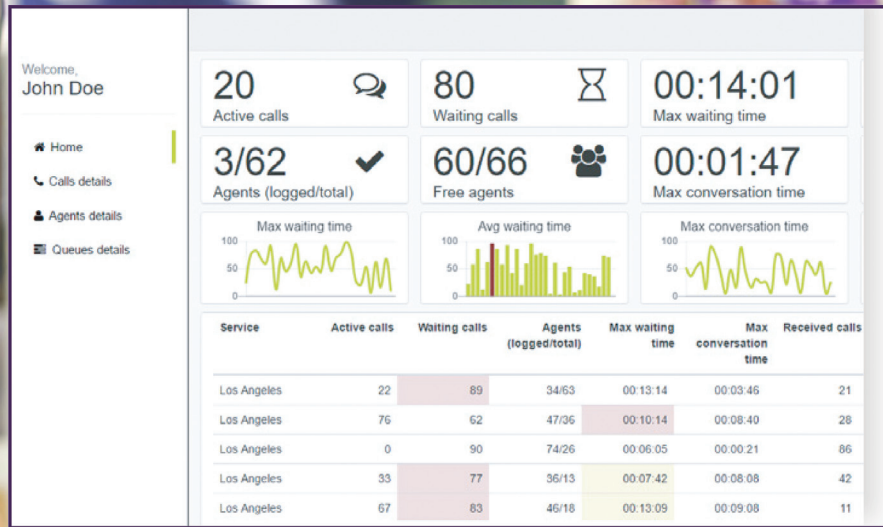 Welcome,
John Doe
Home
Calls details
Agents details
Queues details
20
Active calls
80
Waiting calls
00:14:01
Max waiting time
3/62
Agents (logged/total)
60/66
Free agents
00:01:47
Max conversation time
Max waiting time
100
50
0
Avg waiting time
100
50
0
Max conversation time
100
50
0
Service Active calls Waiting calls Agents (logged/total) Max waiting time Max conversation time Received calls
Los Angeles 22 89 34/63 00:13:14 00:03:46 21
Los Angeles 76 62 47/36 00:10:14 00:08:40 28
Los Angeles 0 90 74/26 00:06:05 00:00:21 86
Los Angeles 33 77 36/13 00:07:42 00:08:08 42
Los Angeles 67 83 46/18 00:13:09 00:09:08 11